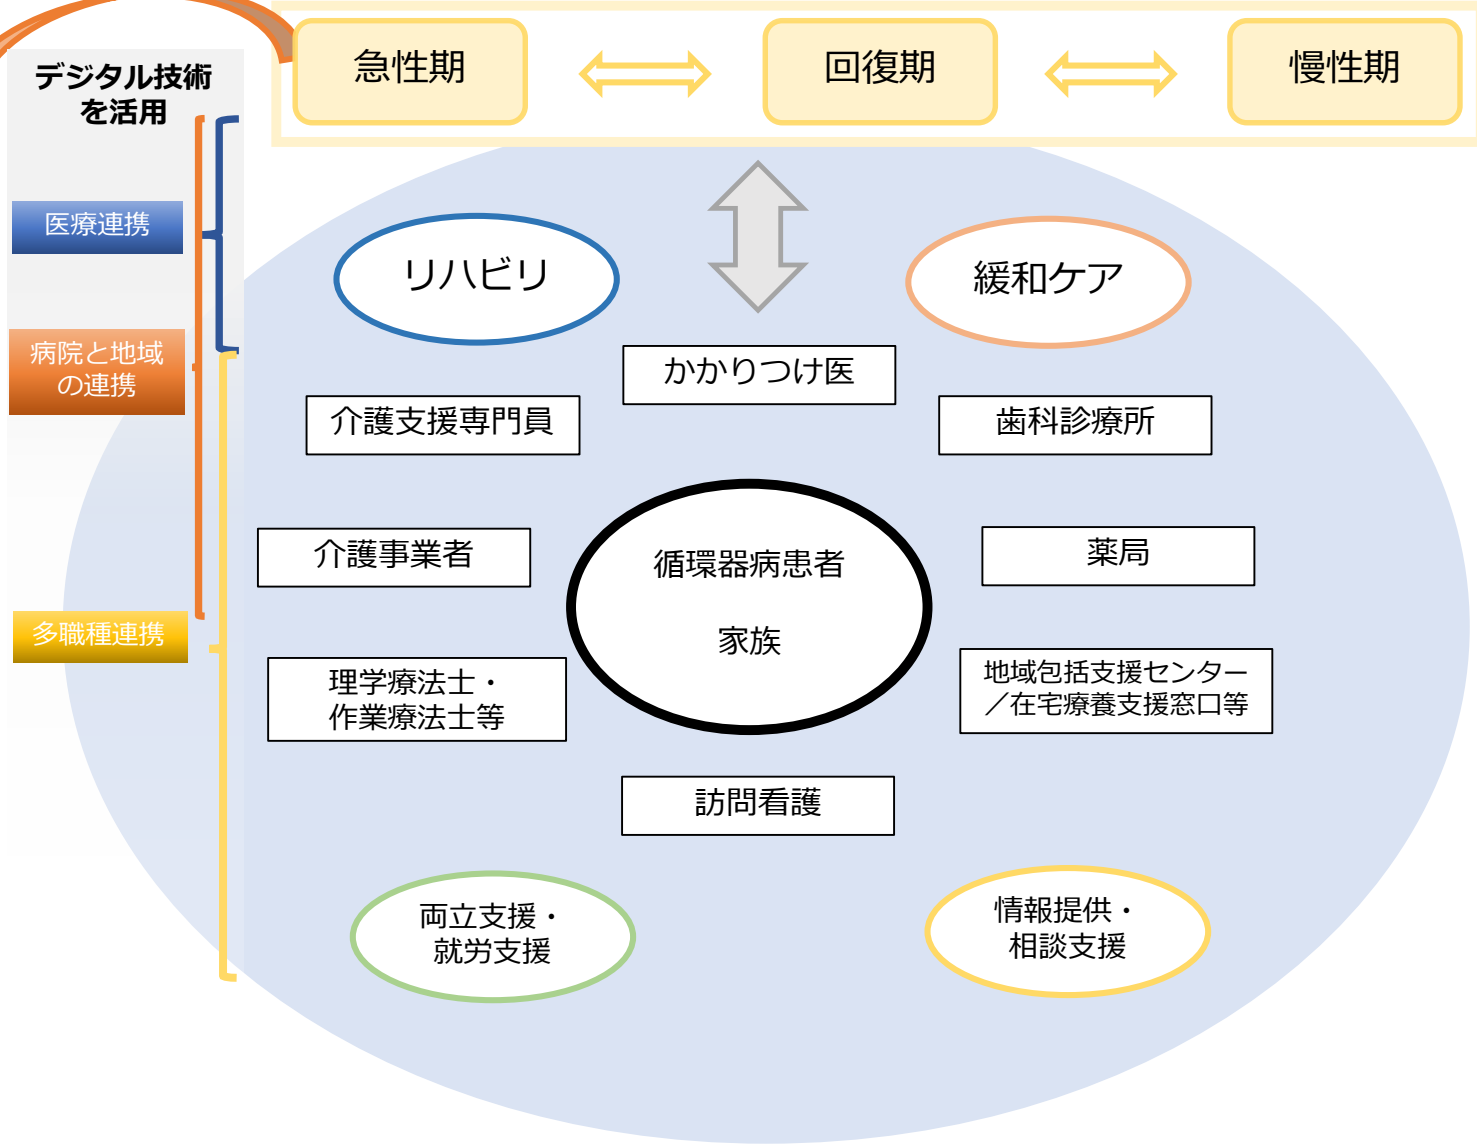 急性期
回復期
慢性期
デジタル技術
を活用
医療連携
病院と地域
の連携
多職種連携
リハビリ
緩和ケア
かかりつけ医
介護支援専門員
歯科診療所
介護事業者
薬局
循環器病患者
家族
理学療法士・
作業療法士等
地域包括支援センター
／在宅療養支援窓口等
訪問看護
両立支援・
就労支援
情報提供・
相談支援